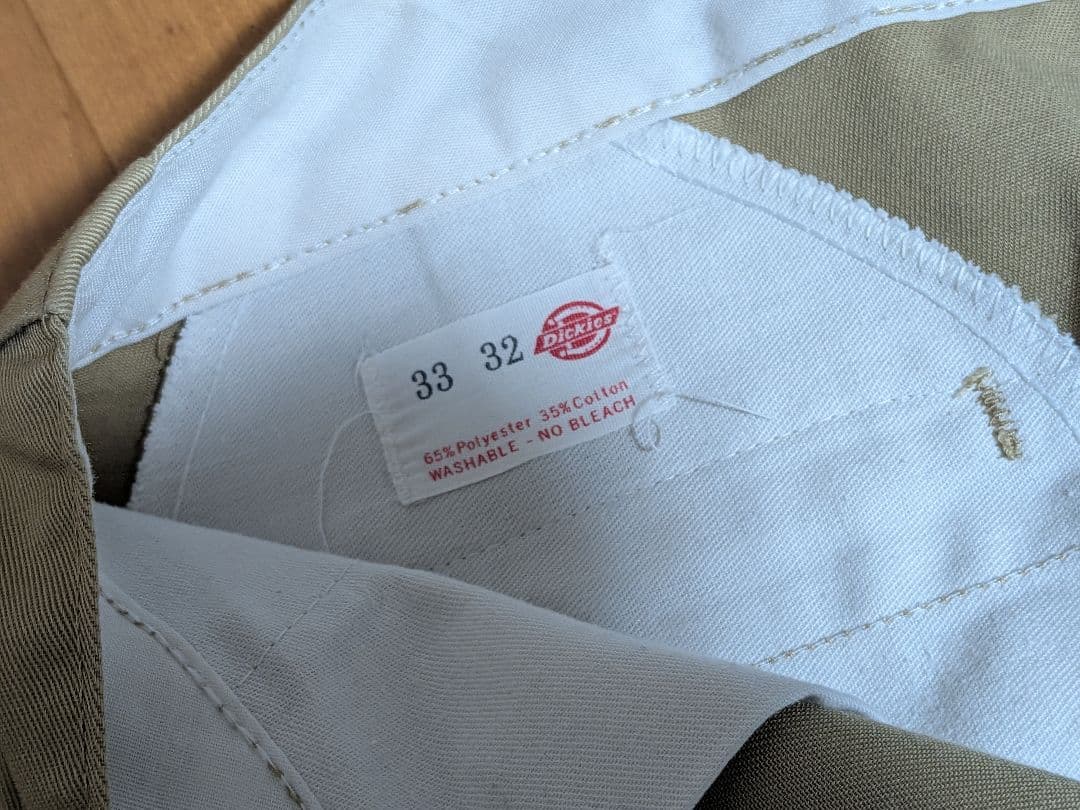 33 32 Dickies
65% Polyester 35% Cotton
WASHABLE - NO BLEACH